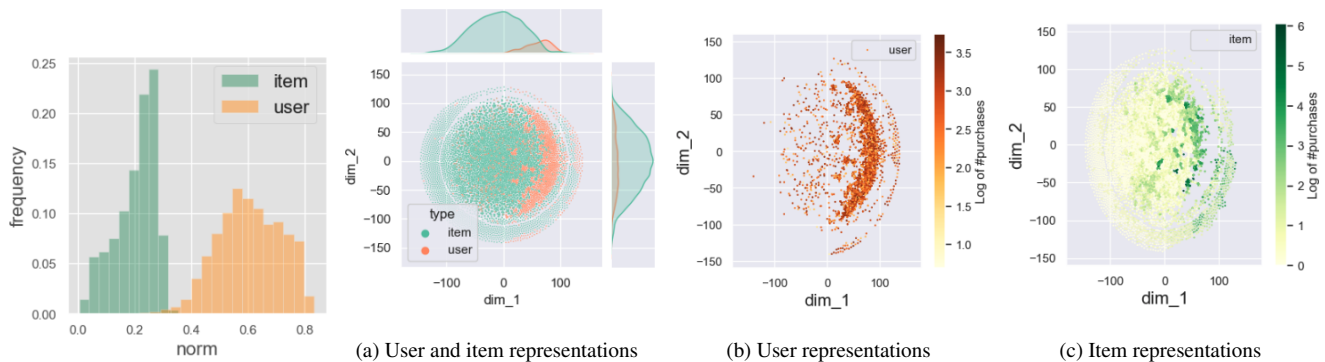 0.25
0.20
0.15
0.10
0.05
0.00
frequency
item
user
0.0 0.2 0.4 0.6 0.8
norm
150
100
50
0
−50
−100
−150
dim_2
type
item
user
−100 0 100
dim_1
(a) User and item representations
150
100
50
0
−50
−100
−150
dim_2
user
−100 0 100
dim_1
3.5
3.0
2.5
2.0
1.5
1.0
Log of #purchases
(b) User representations
150
100
50
0
−50
−100
−150
dim_2
item
−100 0 100
dim_1
6
5
4
3
2
1
0
Log of #purchases
(c) Item representations